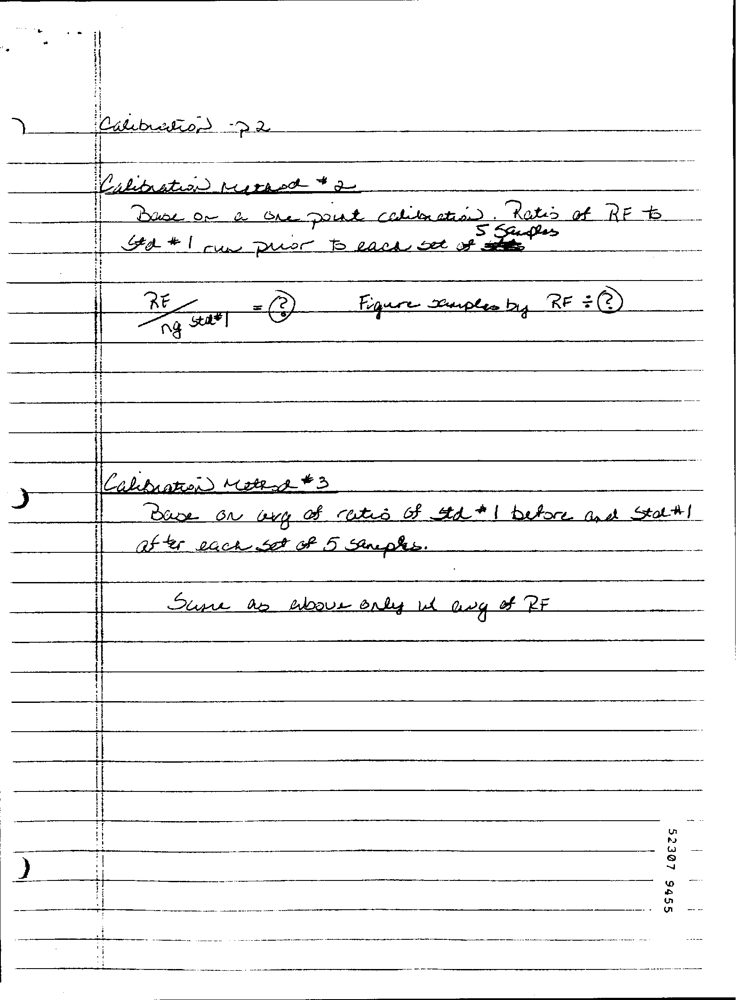 Calibration - p 2
Calibration Method #2
Base on a one point calibration. Ratio of RF to
Std #1 run prior to each set of 5 samples
RF / ng std#1 = ? Figure samples by RF ÷ ?
Calibration Method #3
Base on avg of ratio of std #1 before and std #1
after each set of 5 samples.
Same as above only w/ avg of RF
52307 9455